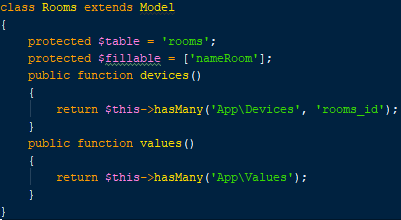 class Rooms extends Model
{
    protected $table = 'rooms';
    protected $fillable = ['nameRoom'];
    public function devices()
    {
        return $this->hasMany('App\Devices', 'rooms_id');
    }
    public function values()
    {
        return $this->hasMany('App\Values');
    }
}